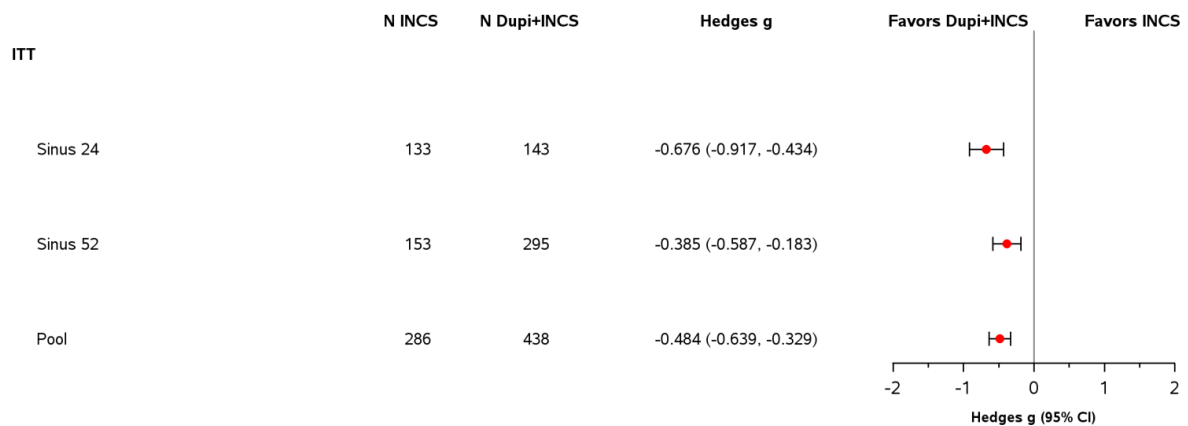 N INCS N Dupi+INCS Hedges g Favors Dupi+INCS Favors INCS
ITT
Sinus 24 133 143 -0.676 (-0.917, -0.434)
Sinus 52 153 295 -0.385 (-0.587, -0.183)
Pool 286 438 -0.484 (-0.639, -0.329)
-2 -1 0 1 2
Hedges g (95% CI)